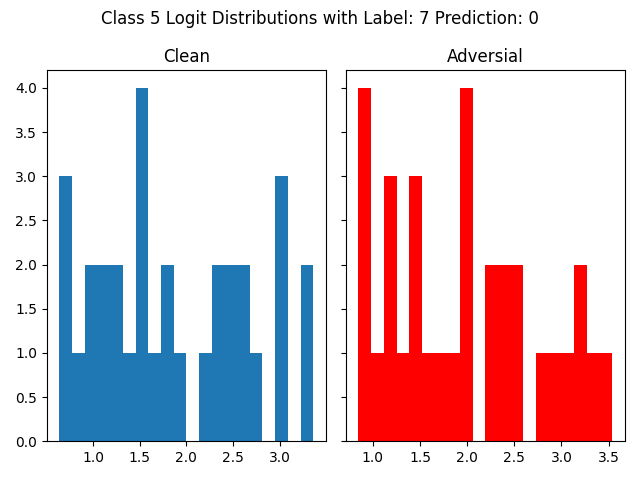 Class 5 Logit Distributions with Label: 7 Prediction: 0
Clean
Adversial
4.0
3.5
3.0
2.5
2.0
1.5
1.0
0.5
0.0
1.0 1.5 2.0 2.5 3.0
1.0 1.5 2.0 2.5 3.0 3.5